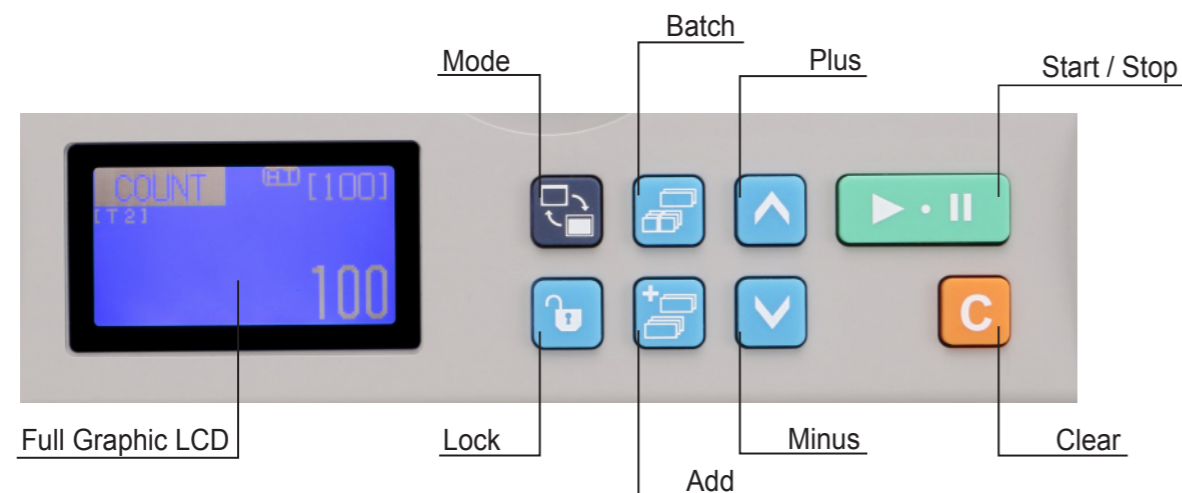 Batch
Mode
Plus
Start / Stop
COUNT
[100]
[T2]
100
C
Full Graphic LCD
Lock
Minus
Clear
Add